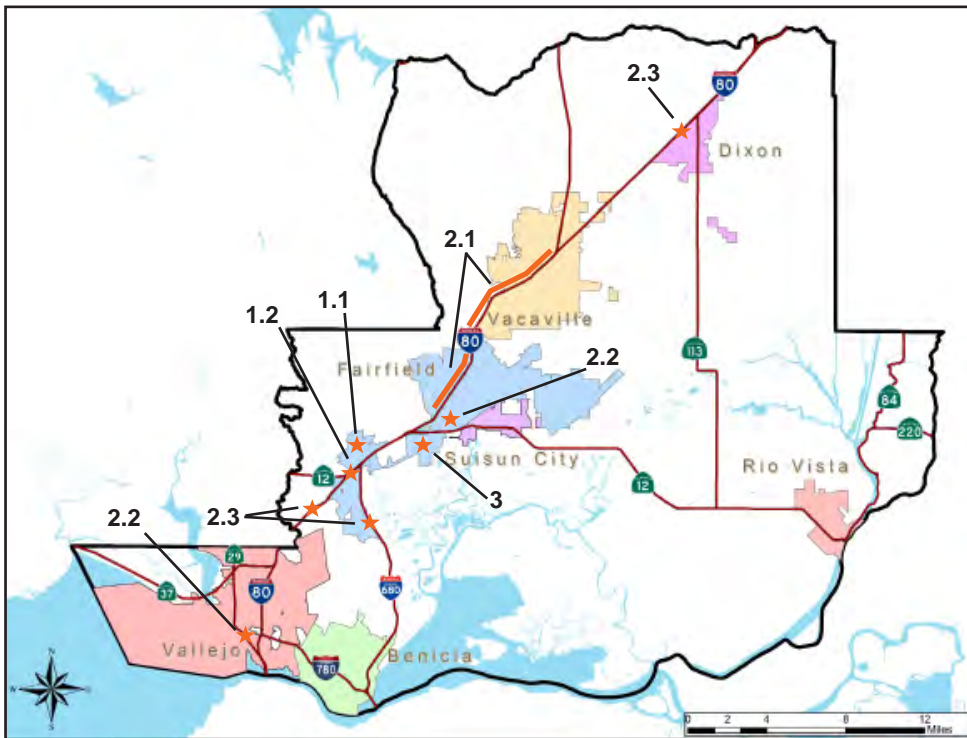 2.3
80
Dixon
2.1
1.1
1.2
Vacaville
80
113
Fairfield
2.2
84
220
Suisun City
Rio Vista
12
3
12
2.3
2.2
29
37
80
680
Vallejo
Benicia
780
N
W
S
0 2 4 8 12
Miles